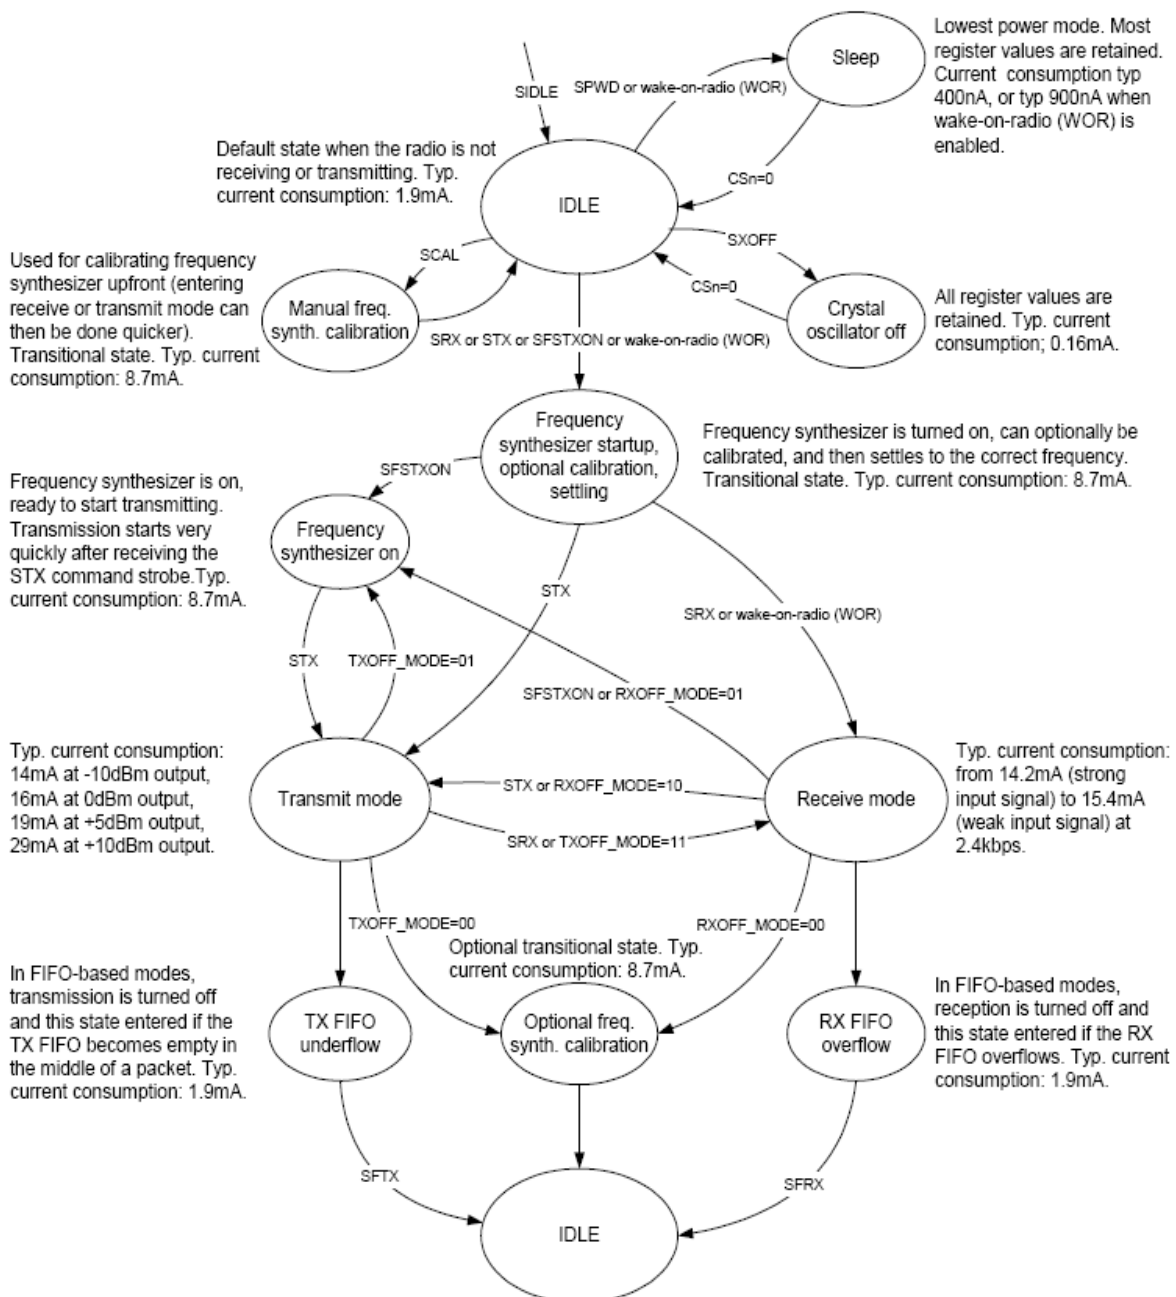 Sleep
Lowest power mode. Most
register values are retained.
Current consumption typ
400nA, or typ 900nA when
wake-on-radio (WOR) is
enabled.
SIDLE
SPWD or wake-on-radio (WOR)
CSn=0
Default state when the radio is not
receiving or transmitting. Typ.
current consumption: 1.9mA.
IDLE
SCAL
SXOFF
CSn=0
Used for calibrating frequency
synthesizer upfront (entering
receive or transmit mode can
then be done quicker).
Transitional state. Typ. current
consumption: 8.7mA.
Manual freq.
synth. calibration
Crystal
oscillator off
All register values are
retained. Typ. current
consumption; 0.16mA.
SRX or STX or SFSTXON or wake-on-radio (WOR)
Frequency
synthesizer startup,
optional calibration,
settling
Frequency synthesizer is turned on, can optionally be
calibrated, and then settles to the correct frequency.
Transitional state. Typ. current consumption: 8.7mA.
SFSTXON
Frequency synthesizer is on,
ready to start transmitting.
Transmission starts very
quickly after receiving the
STX command strobe.Typ.
current consumption: 8.7mA.
Frequency
synthesizer on
STX
SRX or wake-on-radio (WOR)
STX
TXOFF_MODE=01
SFSTXON or RXOFF_MODE=01
Typ. current consumption:
14mA at -10dBm output,
16mA at 0dBm output,
19mA at +5dBm output,
29mA at +10dBm output.
Transmit mode
STX or RXOFF_MODE=10
SRX or TXOFF_MODE=11
Receive mode
Typ. current consumption:
from 14.2mA (strong
input signal) to 15.4mA
(weak input signal) at
2.4kbps.
TXOFF_MODE=00
RXOFF_MODE=00
Optional transitional state. Typ.
current consumption: 8.7mA.
In FIFO-based modes,
transmission is turned off
and this state entered if the
TX FIFO becomes empty in
the middle of a packet. Typ.
current consumption: 1.9mA.
TX FIFO
underflow
Optional freq.
synth. calibration
RX FIFO
overflow
In FIFO-based modes,
reception is turned off and
this state entered if the RX
FIFO overflows. Typ. current
consumption: 1.9mA.
SFTX
SFRX
IDLE